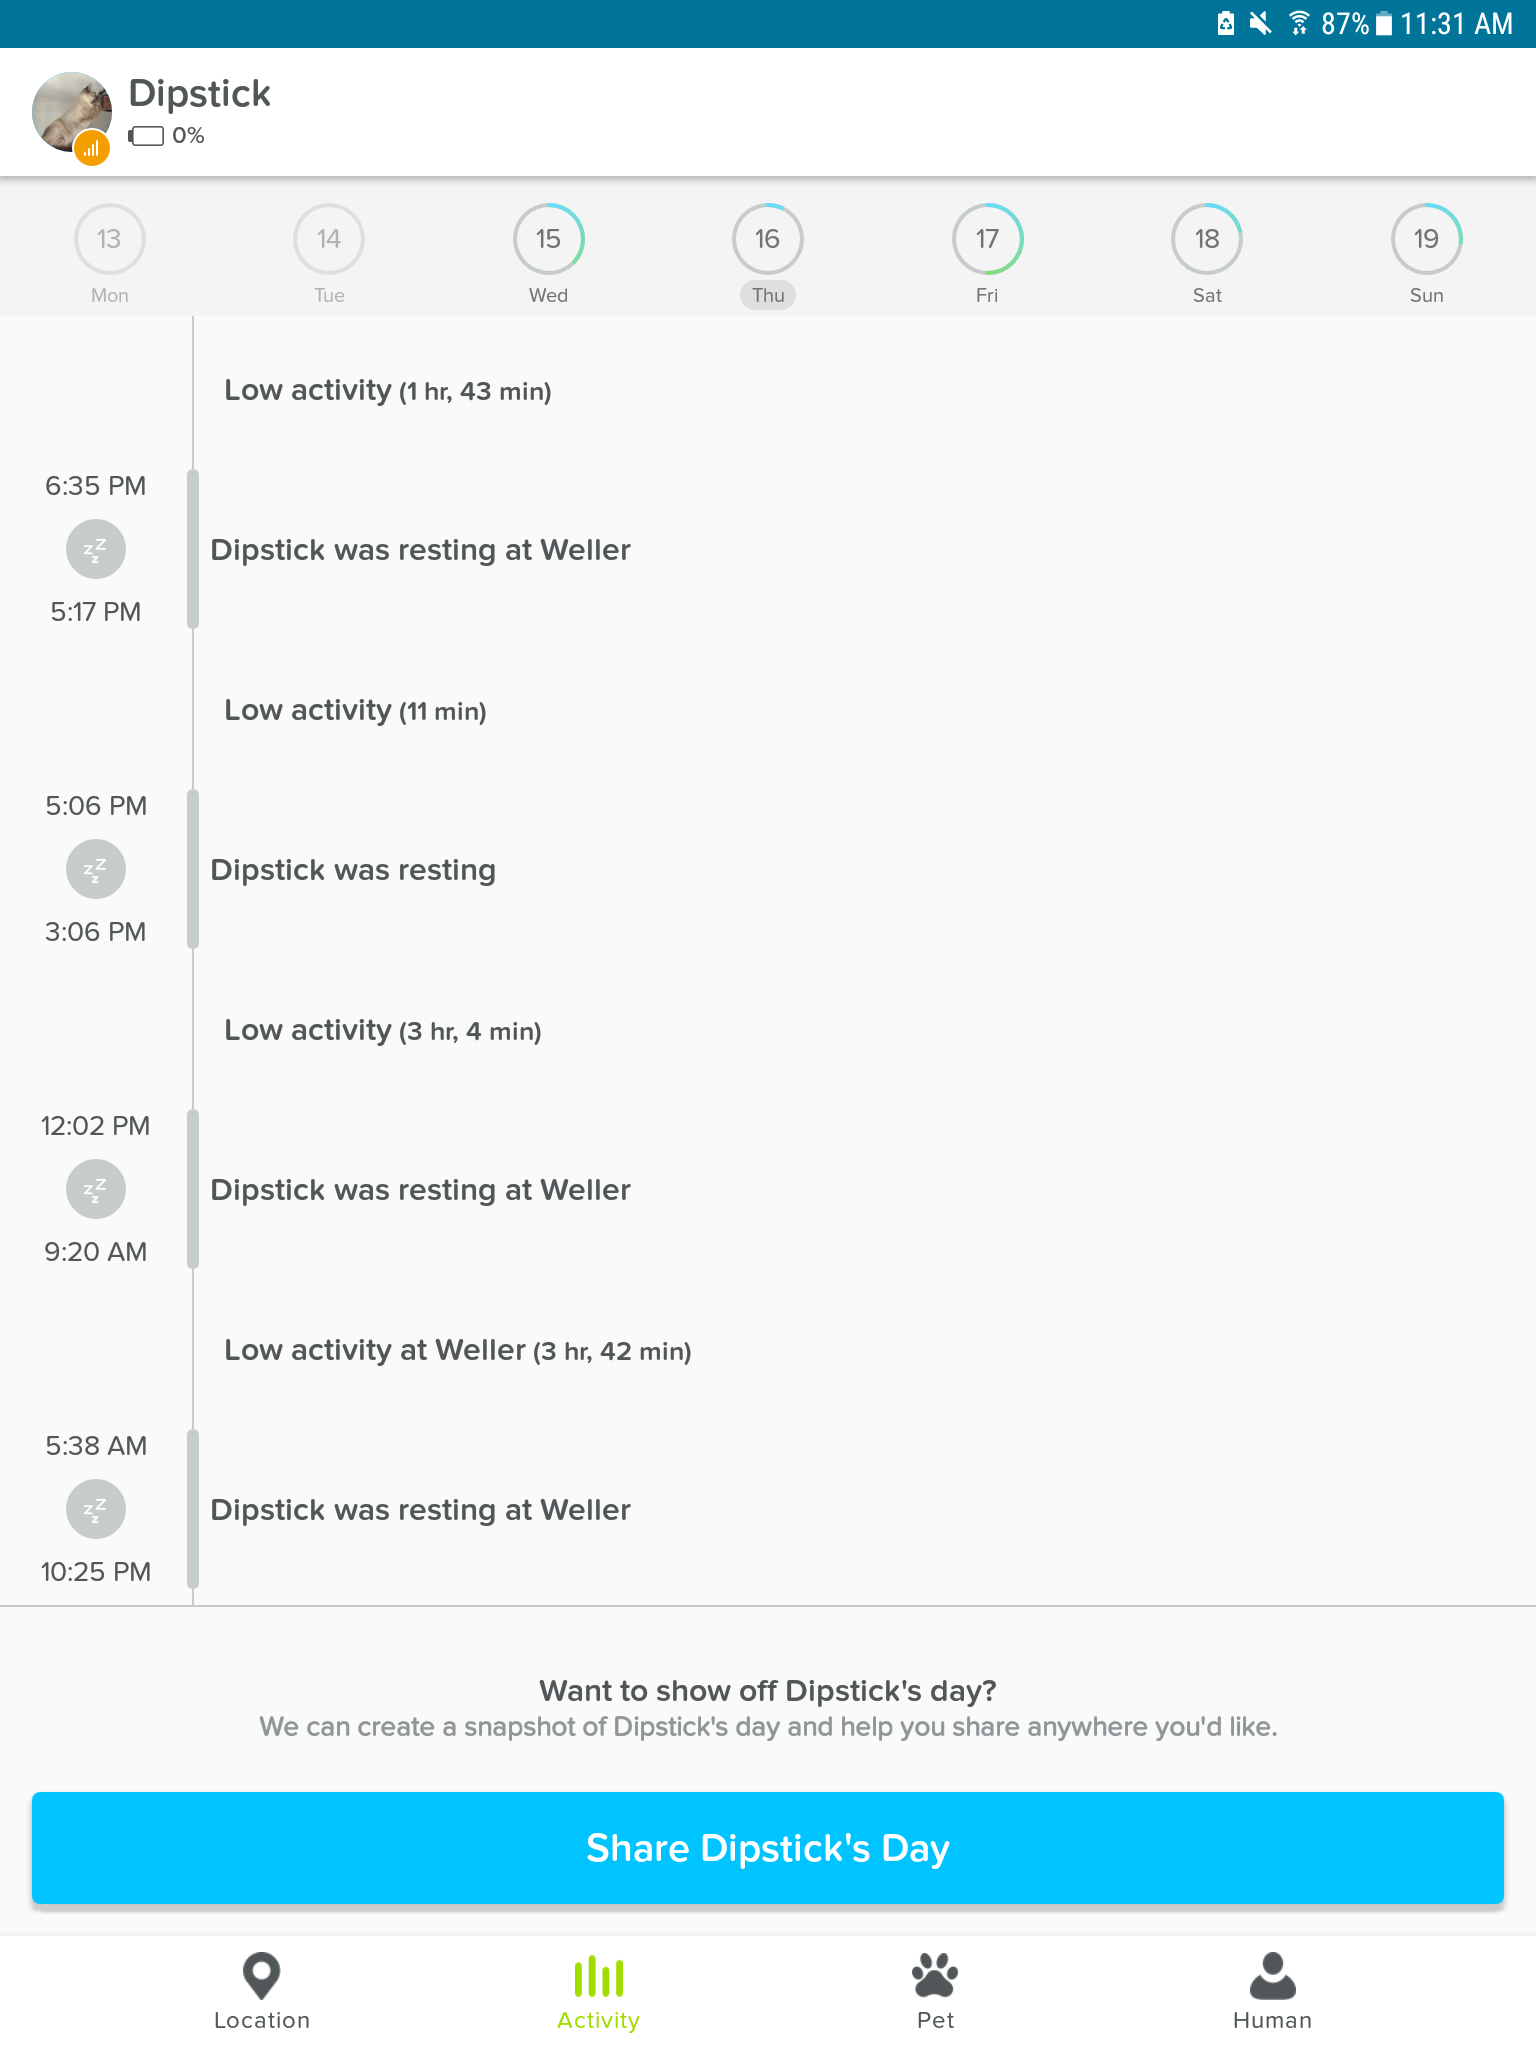 87% 11:31 AM
Dipstick
0%
13 14 15 16 17 18 19
Mon Tue Wed Thu Fri Sat Sun
Low activity (1 hr, 43 min)
6:35 PM
zzz
Dipstick was resting at Weller
5:17 PM
Low activity (11 min)
5:06 PM
zzz
Dipstick was resting
3:06 PM
Low activity (3 hr, 4 min)
12:02 PM
zzz
Dipstick was resting at Weller
9:20 AM
Low activity at Weller (3 hr, 42 min)
5:38 AM
zzz
Dipstick was resting at Weller
10:25 PM
Want to show off Dipstick's day?
We can create a snapshot of Dipstick's day and help you share anywhere you'd like.
Share Dipstick's Day
Location Activity Pet Human